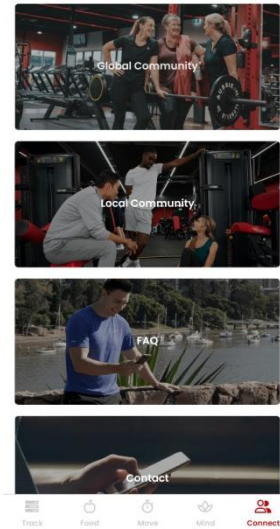 Global Community
Local Community
FAQ
Contact
Track
Food
Move
Mind
Connect